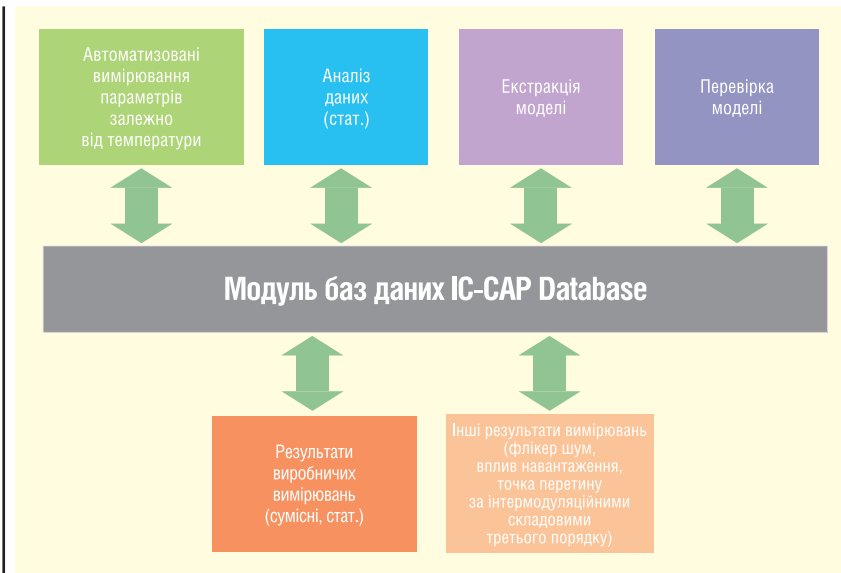 Автоматизовані
вимірювання
параметрів
залежно
від температури
Аналіз
даних
(стат.)
Екстракція
моделі
Перевірка
моделі
Модуль баз даних IC-CAP Database
Результати
виробничих
вимірювань
(сумісні, стат.)
Інші результати вимірювань
(флікер шум,
вплив навантаження,
точка перетину
за інтермодуляційними
складовими
третього порядку)